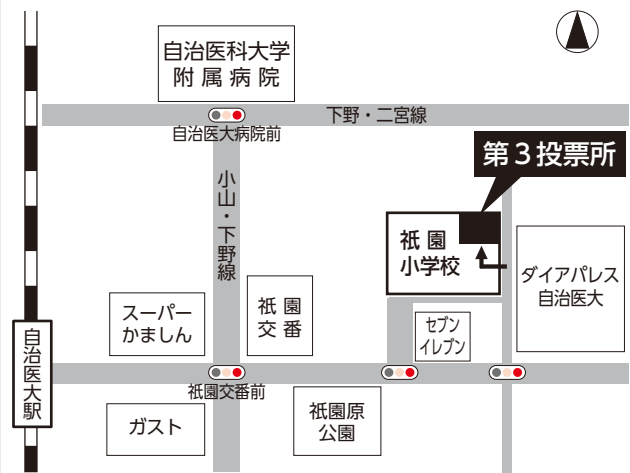 自治医科大学
附属病院
下野・二宮線
自治医大病院前
第3投票所
小山・下野線
祇園
小学校
ダイアパレス
自治医大
スーパー
かましん
祇園
交番
セブン
イレブン
自治医大駅
祇園交番前
ガスト
祇園原
公園